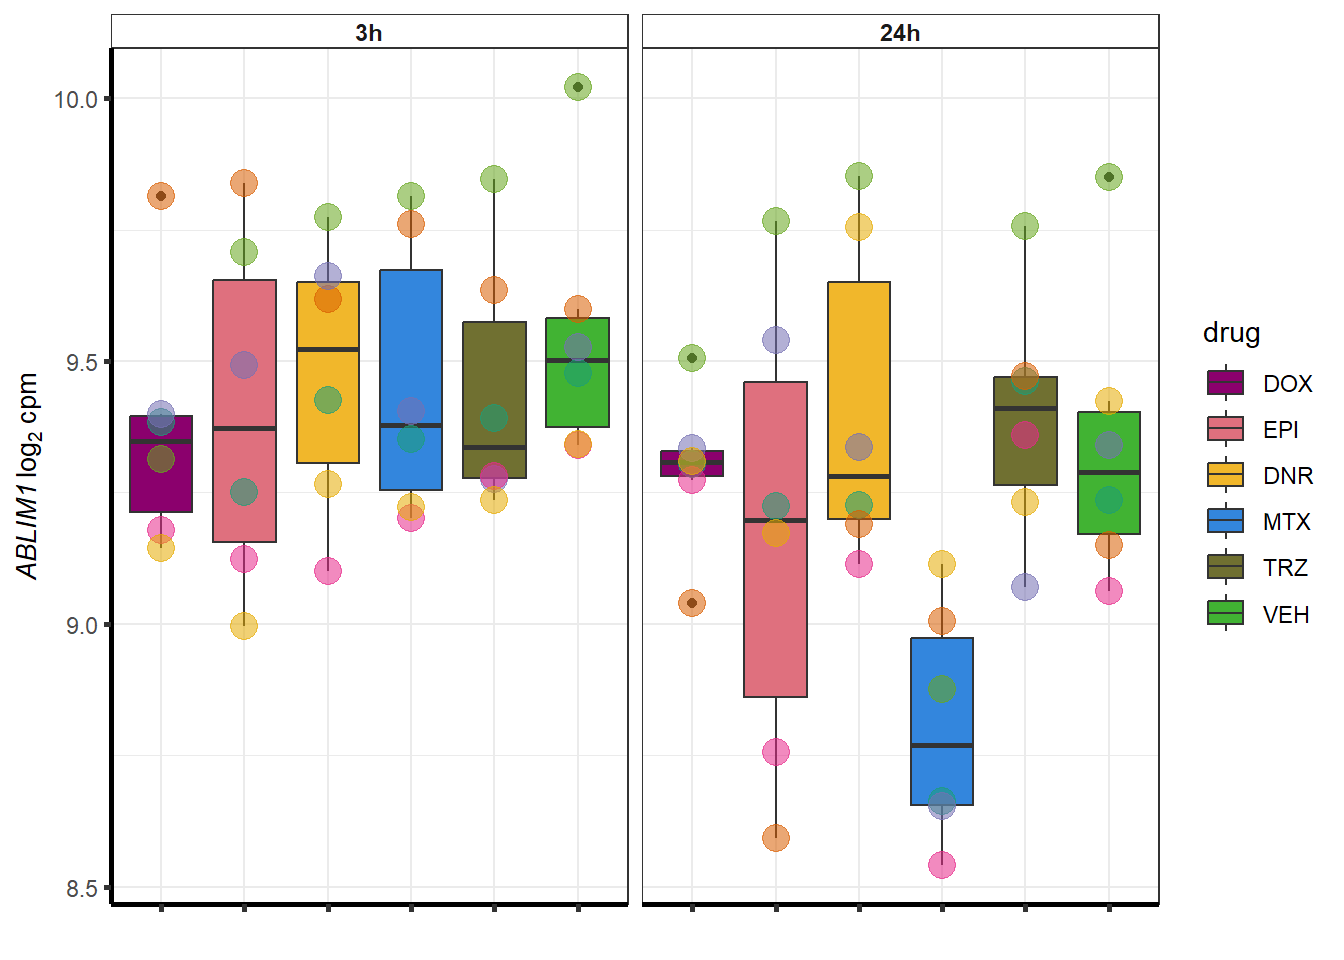 3h
24h
10.0
9.5
9.0
8.5
ABLIM1 log2 cpm
drug
DOX
EPI
DNR
MTX
TRZ
VEH